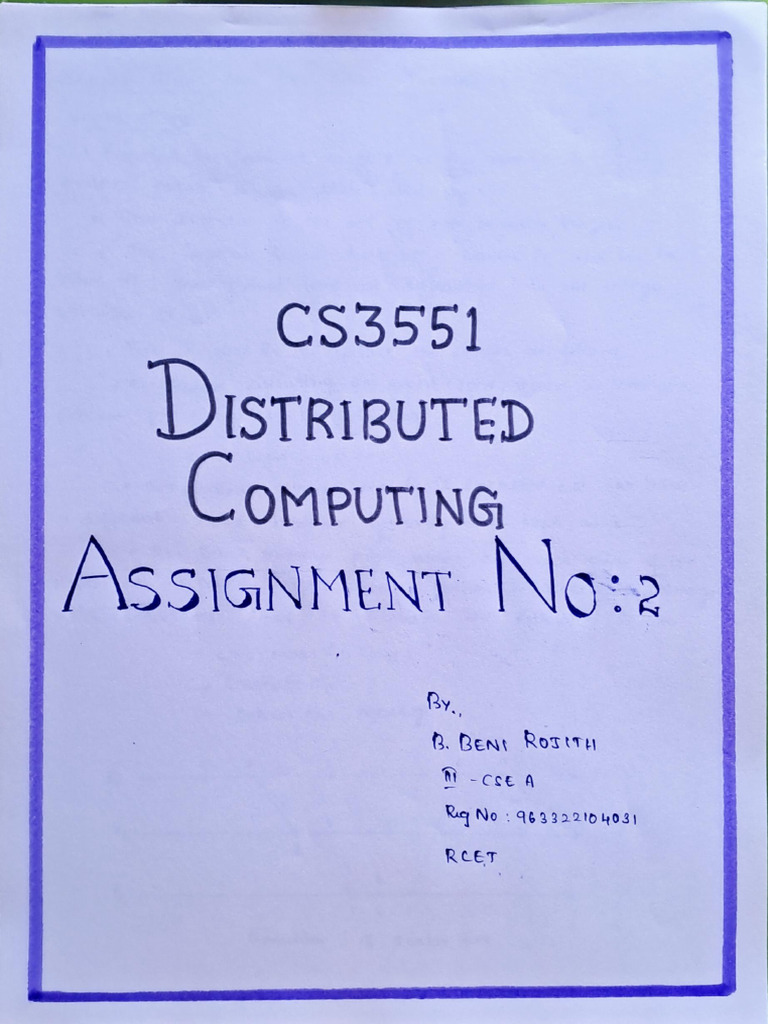 CS3551
DISTRIBUTED
COMPUTING
ASSIGNMENT NO:2
BY.,
B. BENI ROJITH
III - CSE A
Reg No : 963322104031
RCET